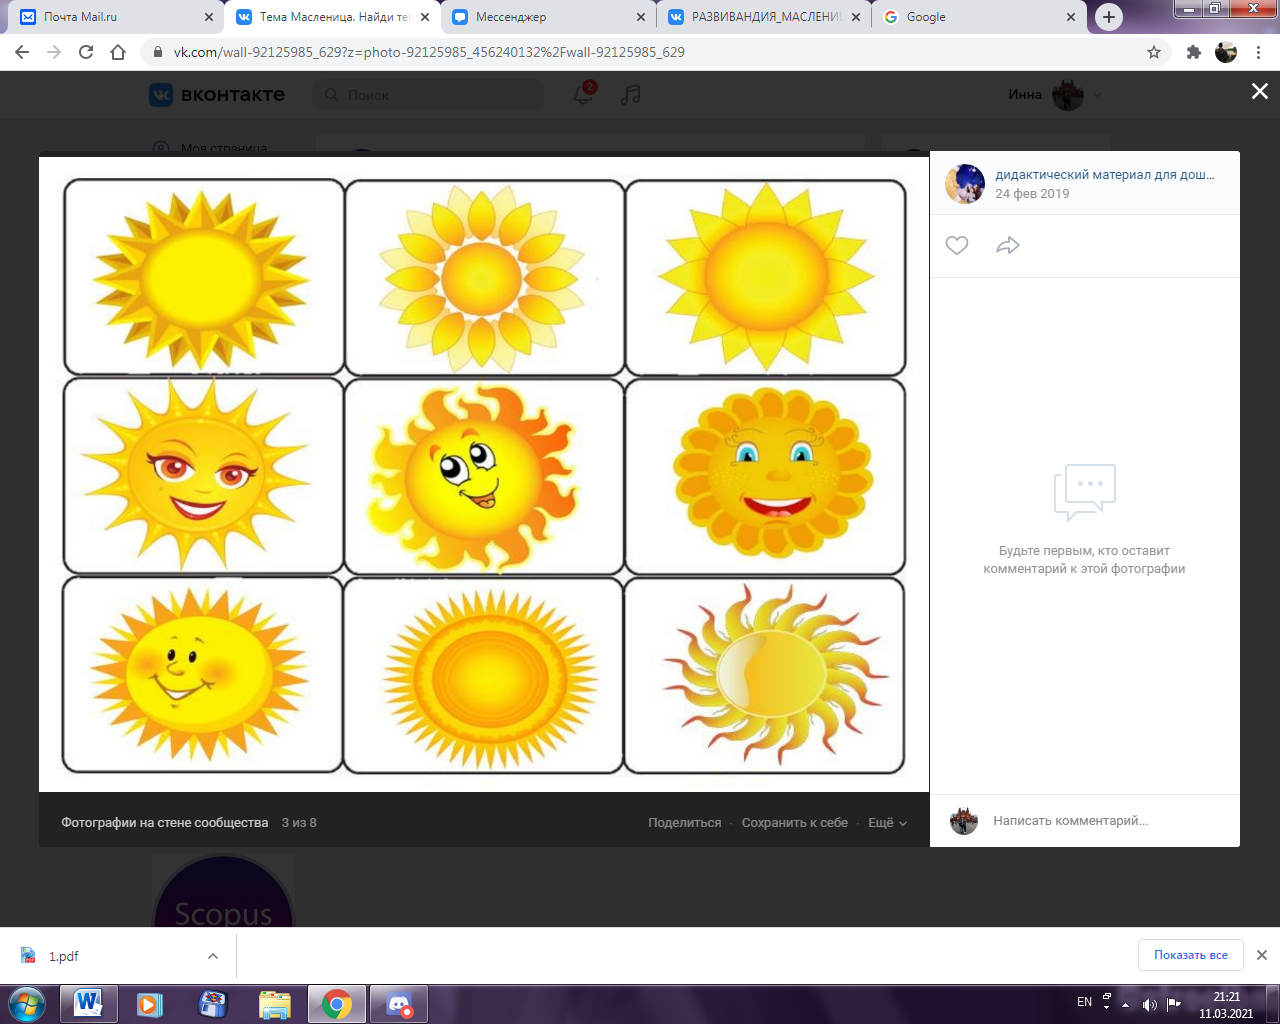 Почта Mail.ru
Тема Масленица. Найди те
Мессенджер
РАЗВИВАНДИЯ_МАСЛЕНИ
Google
vk.com/wall-92125985_629?z=photo-92125985_456240132%2Fwall-92125985_629
вконтакте
Поиск
2
Инна
Моя страница
дидактический материал для дош...
24 фев 2019
Будьте первым, кто оставит
комментарий к этой фотографии
Написать комментарий...
Фотографии на стене сообщества 3 из 8
Поделиться · Сохранить к себе · Ещё
Scopus
1.pdf
Показать все
EN
21:21
11.03.2021